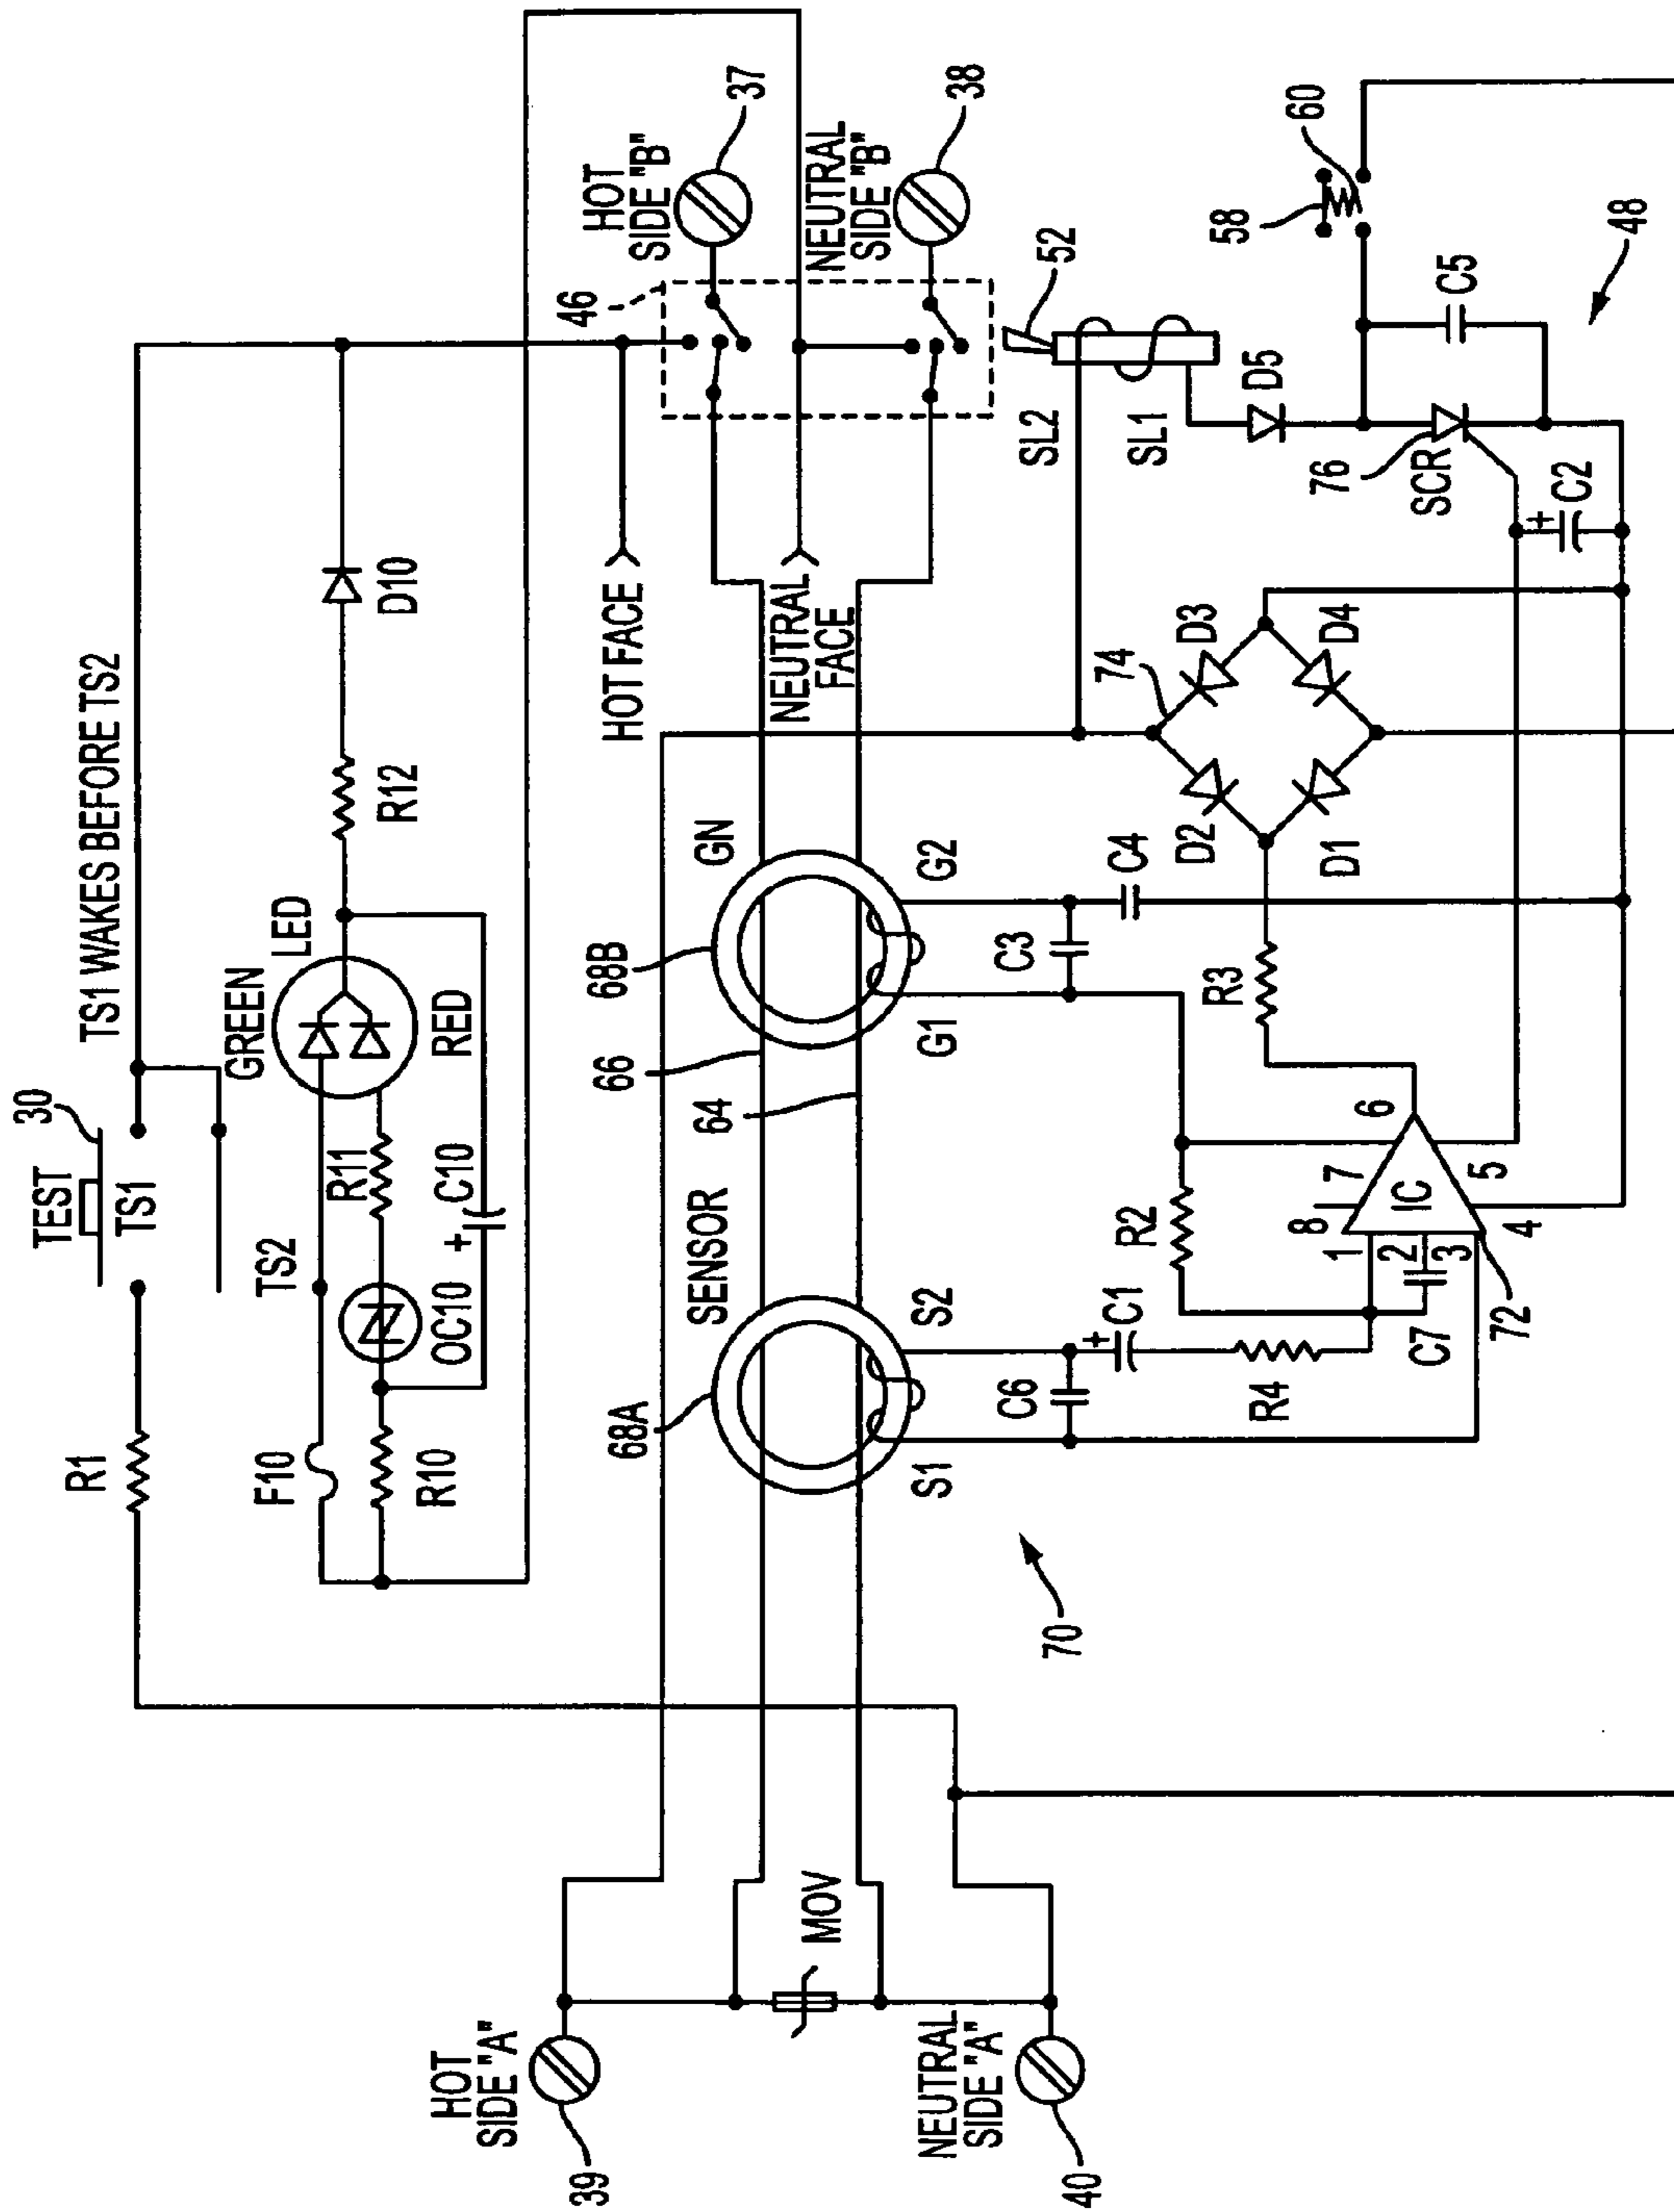 TEST
30
TS1 WAKES BEFORE TS2
TS1
R1
GREEN
LED
TS2
F10
R11
RED
R12
D10
R10
OC10
+
C10
46
HOT
SIDE "B"
37
HOT FACE
NEUTRAL
FACE
NEUTRAL
SIDE "B"
38
HOT
SIDE "A"
39
MOV
NEUTRAL
SIDE "A"
40
68A
SENSOR
66
64
68B
GN
S1
S2
G1
G2
70
C6
+
C1
R4
R2
C3
C4
C7
1
2
3
4
5
6
7
8
IC
72
R3
74
D2
D3
D1
D4
52
SL2
SL1
D5
76
SCR
+
C2
C5
58
60
48